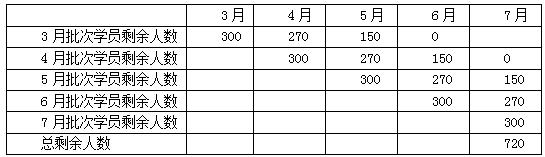 3月 4月 5月 6月 7月
3月批次学员剩余人数 300 270 150 0
4月批次学员剩余人数 300 270 150 0
5月批次学员剩余人数 300 270 150
6月批次学员剩余人数 300 270
7月批次学员剩余人数 300
总剩余人数 720